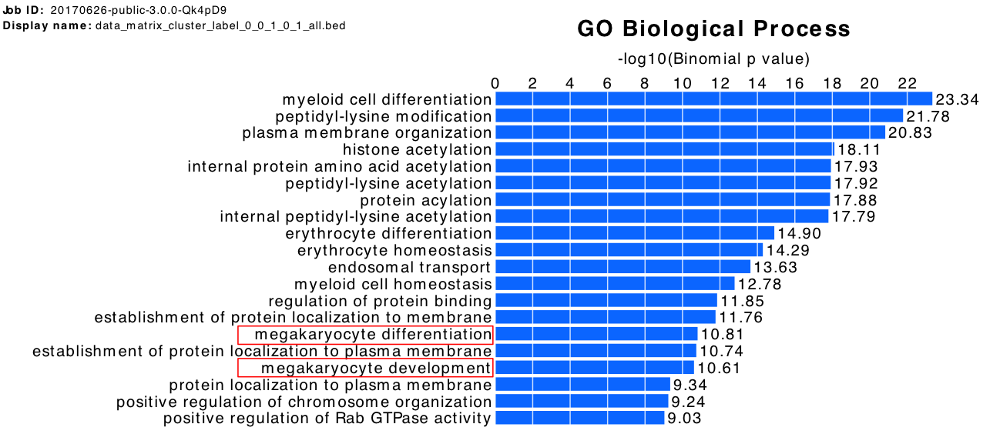 Job ID: 20170626-public-3.0.0-Qk4pD9
Display name: data_matrix_cluster_label_0_0_1_0_1_all.bed
GO Biological Process
-log10(Binomial p value)
0 2 4 6 8 10 12 14 16 18 20 22
myeloid cell differentiation 23.34
peptidyl-lysine modification 21.78
plasma membrane organization 20.83
histone acetylation 18.11
internal protein amino acid acetylation 17.93
peptidyl-lysine acetylation 17.92
protein acylation 17.88
internal peptidyl-lysine acetylation 17.79
erythrocyte differentiation 14.90
erythrocyte homeostasis 14.29
endosomal transport 13.63
myeloid cell homeostasis 12.78
regulation of protein binding 11.85
establishment of protein localization to membrane 11.76
megakaryocyte differentiation 10.81
establishment of protein localization to plasma membrane 10.74
megakaryocyte development 10.61
protein localization to plasma membrane 9.34
positive regulation of chromosome organization 9.24
positive regulation of Rab GTPase activity 9.03